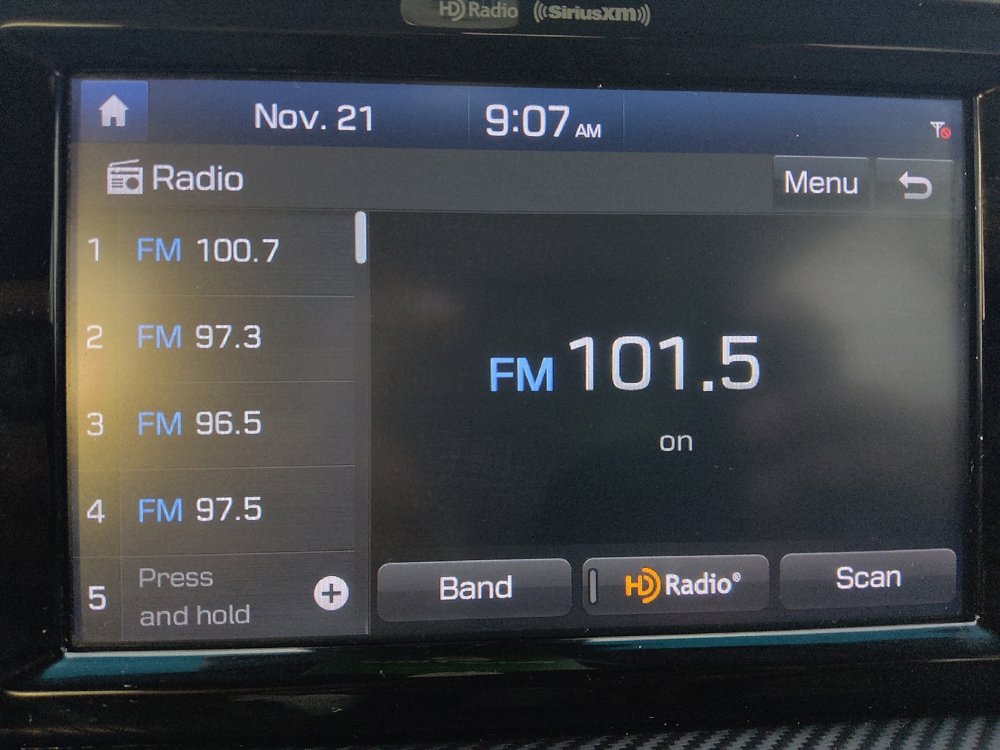 HD Radio ((SiriusXM))
Nov. 21 9:07 AM
Radio Menu
1 FM 100.7
2 FM 97.3
3 FM 96.5
4 FM 97.5
5 Press
and hold
FM 101.5
on
Band HD Radio® Scan